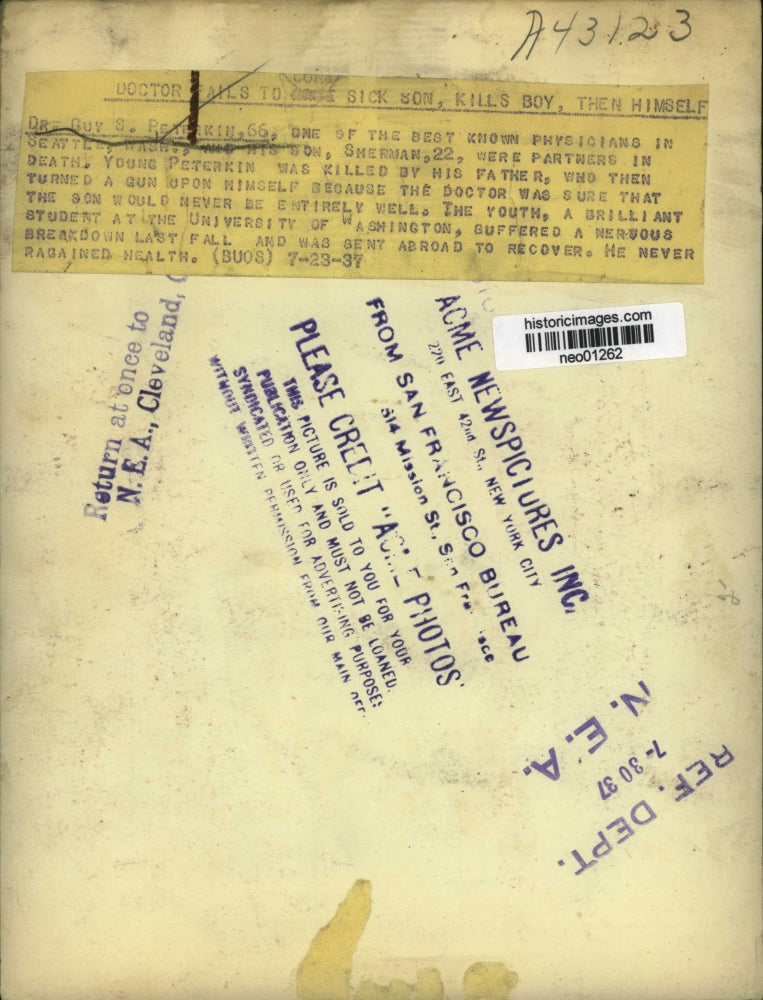 A43123
CURE
DOCTOR FAILS TO SICK SON, KILLS BOY, THEN HIMSELF
DR. GUY S. PETERKIN, 66, ONE OF THE BEST KNOWN PHYSICIANS IN
SEATTLE, WASH., AND HIS SON, SHERMAN, 22, WERE PARTNERS IN
DEATH. YOUNG PETERKIN WAS KILLED BY HIS FATHER, WHO THEN
TURNED A GUN UPON HIMSELF BECAUSE THE DOCTOR WAS SURE THAT
THE SON WOULD NEVER BE ENTIRELY WELL. THE YOUTH, A BRILLIANT
STUDENT AT THE UNIVERSITY OF WASHINGTON, SUFFERED A NERVOUS
BREAKDOWN LAST FALL AND WAS SENT ABROAD TO RECOVER. HE NEVER
RAGAINED HEALTH. (BUOS) 7-23-37
historicimages.com
neo01262
Return at once to
N. E. A., Cleveland,
ACME NEWSPICTURES INC.
220 EAST 42nd St., NEW YORK CITY
FROM SAN FRANCISCO BUREAU
814 Mission St., San Francisco
PLEASE CREDIT "ACME PHOTOS"
THIS PICTURE IS SOLD TO YOU FOR YOUR
PUBLICATION ONLY AND MUST NOT BE LOANED.
SYNDICATED OR USED FOR ADVERTISING PURPOSES
WITHOUT WRITTEN PERMISSION FROM OUR MAIN OFF.
REF. DEPT.
7-30 37
N. E. A.